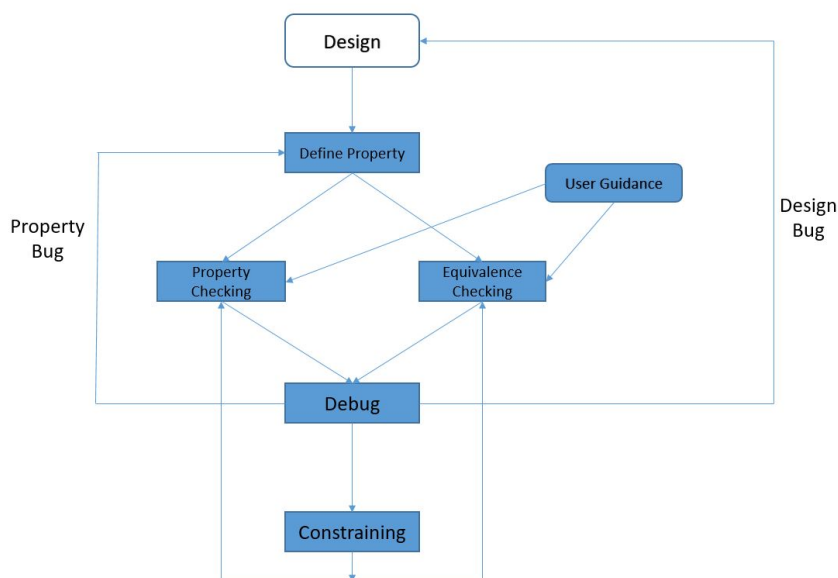 Design
Define Property
User Guidance
Property
Bug
Design
Bug
Property
Checking
Equivalence
Checking
Debug
Constraining